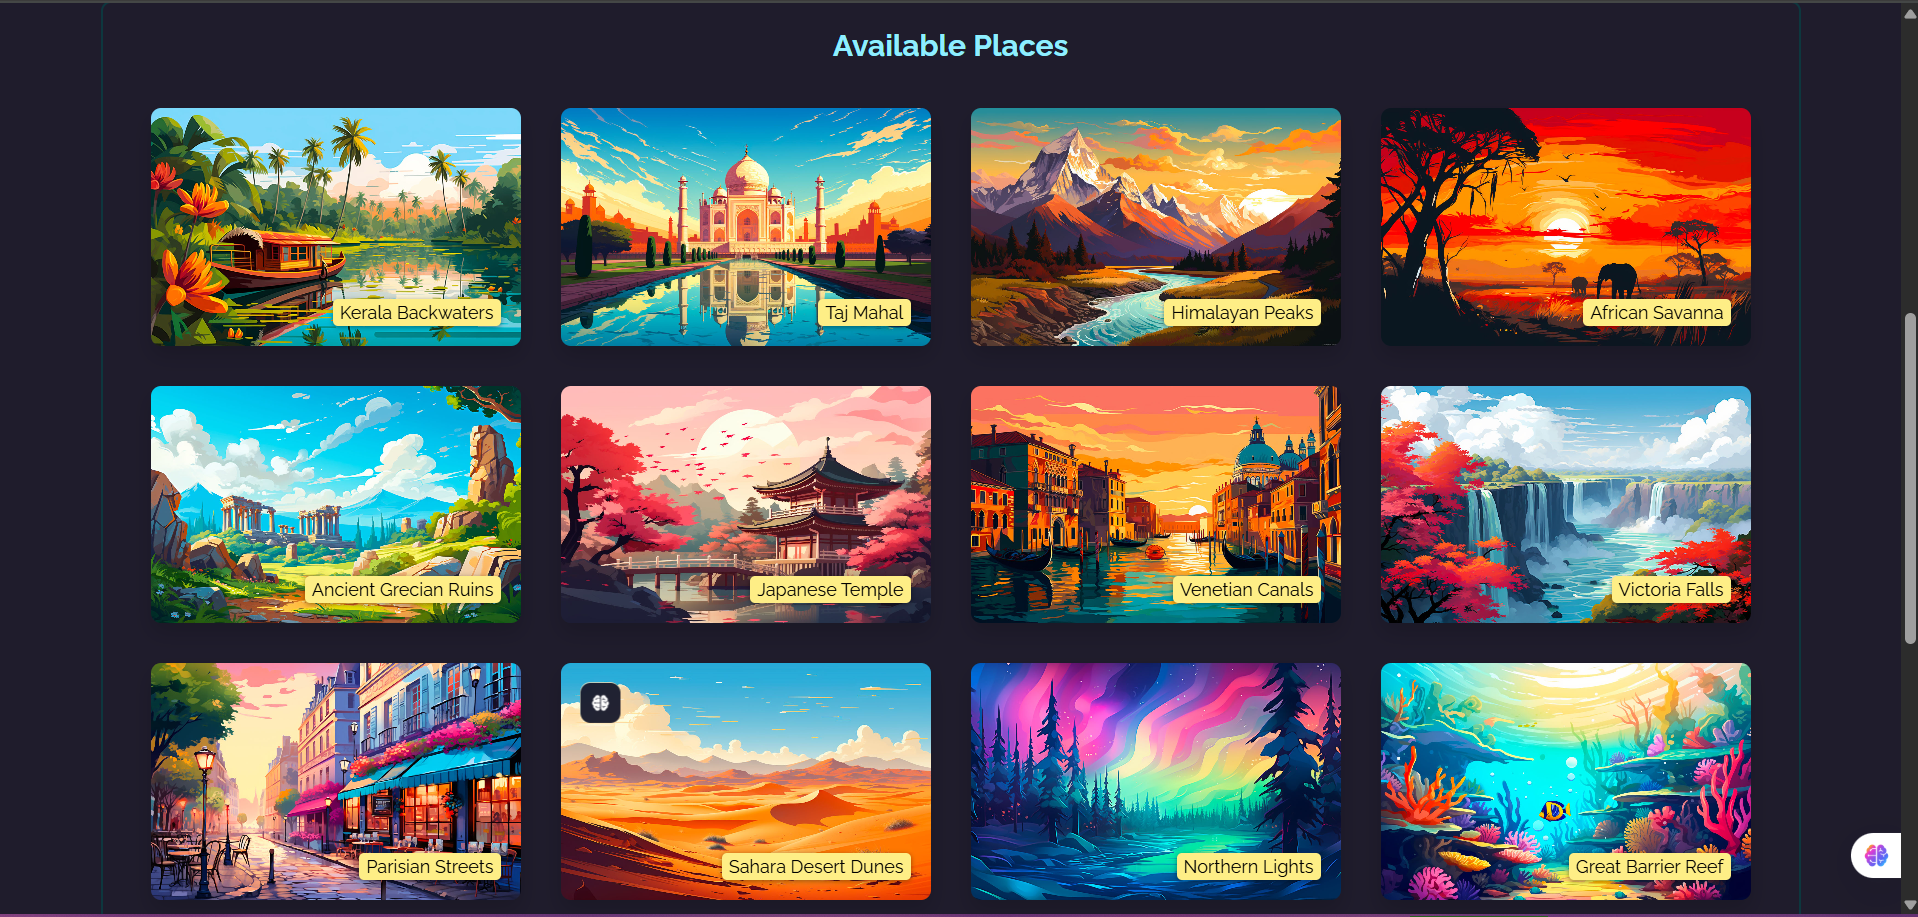 Available Places
Kerala Backwaters
Taj Mahal
Himalayan Peaks
African Savanna
Ancient Grecian Ruins
Japanese Temple
Venetian Canals
Victoria Falls
Parisian Streets
Sahara Desert Dunes
Northern Lights
Great Barrier Reef